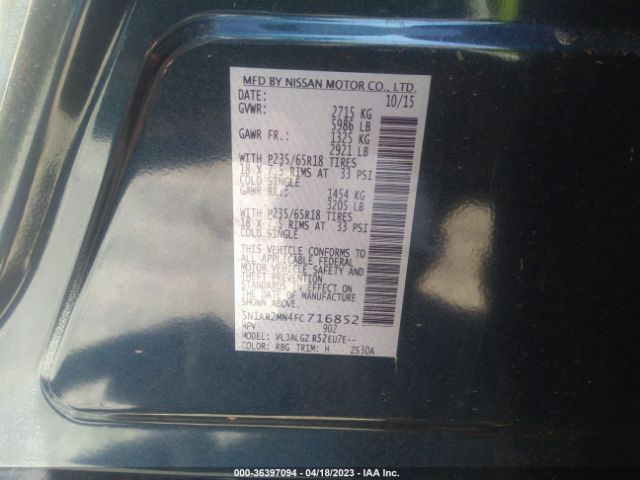 MFD BY NISSAN MOTOR CO., LTD.
DATE: 10/15
GVWR: 2715 KG
5986 LB
GAWR FR.: 1325 KG
2921 LB
WITH P235/65R18 TIRES
18 X 7.5 RIMS AT 33 PSI
COLD SINGLE
GAWR RR.: 1454 KG
3205 LB
WITH P235/65R18 TIRES
18 X 7.5 RIMS AT 33 PSI
COLD SINGLE
THIS VEHICLE CONFORMS TO
ALL APPLICABLE FEDERAL
MOTOR VEHICLE SAFETY AND
THEFT PREVENTION
STANDARDS IN EFFECT ON
THE DATE OF MANUFACTURE
SHOWN ABOVE.
5N1AR2MN4FC716852
MPV 902
MODEL: VLJALGZ R52EU7E--
COLOR: RBG TRIM: H ZS30A
000-36397094 - 04/18/2023 - IAA Inc.